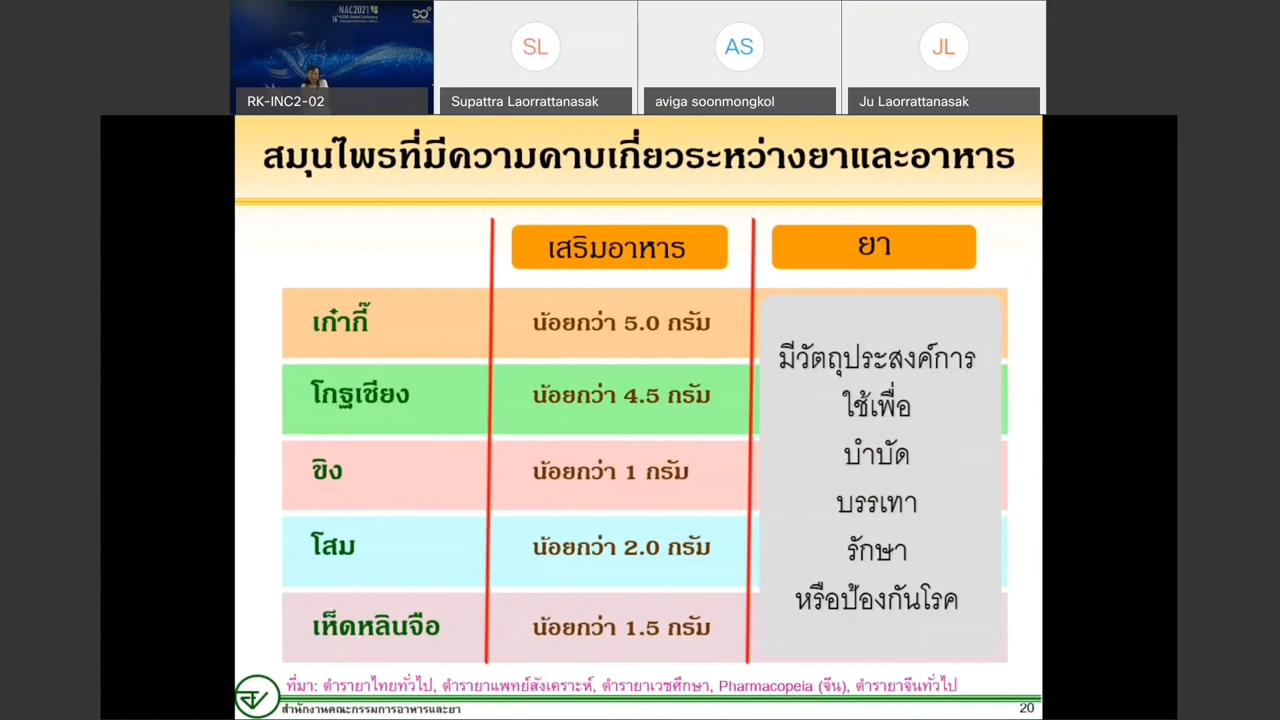 NAC2021
RK-INC2-02
SL
Supattra Laorrattanasak
AS
aviga soonmongkol
JL
Ju Laorrattanasak
สมุนไพรที่มีความคาบเกี่ยวระหว่างยาและอาหาร
เสริมอาหาร
ยา
เก๋ากี๊
น้อยกว่า 5.0 กรัม
โกฐเชียง
น้อยกว่า 4.5 กรัม
ขิง
น้อยกว่า 1 กรัม
โสม
น้อยกว่า 2.0 กรัม
เห็ดหลินจือ
น้อยกว่า 1.5 กรัม
มีวัตถุประสงค์การ
ใช้เพื่อ
บำบัด
บรรเทา
รักษา
หรือป้องกันโรค
ที่มา: ตำรายาไทยทั่วไป, ตำรายาแพทย์สังเคราะห์, ตำรายาเวชศึกษา, Pharmacopeia (จีน), ตำรายาจีนทั่วไป
สำนักงานคณะกรรมการอาหารและยา
20